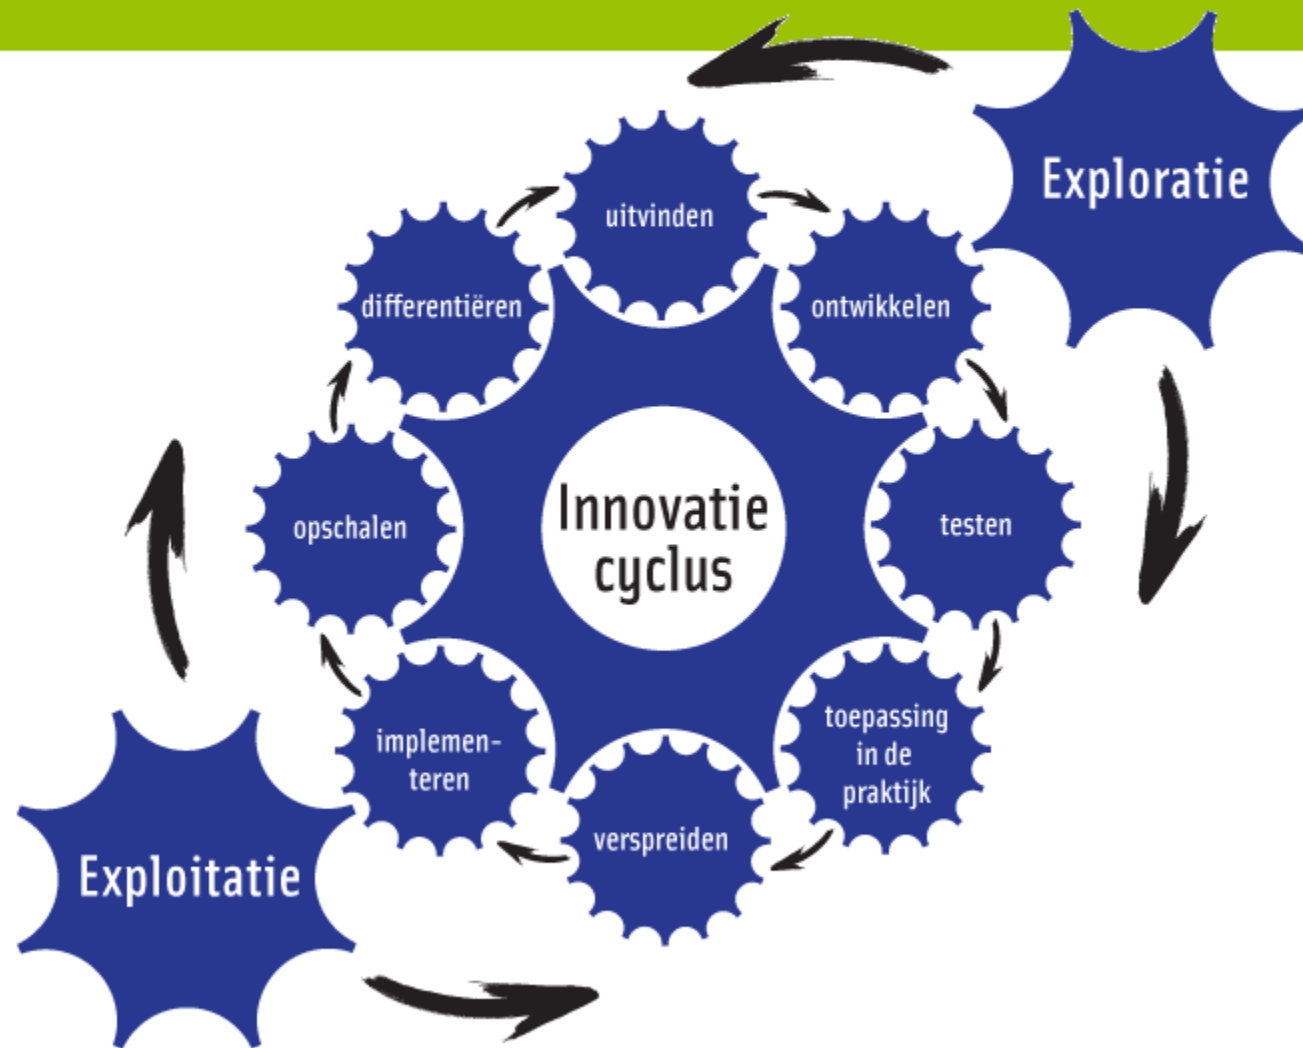 Exploratie
uitvinden
differentiëren
ontwikkelen
Innovatie
cyclus
opschalen
testen
toepassing
in de
praktijk
implemen-
teren
verspreiden
Exploitatie